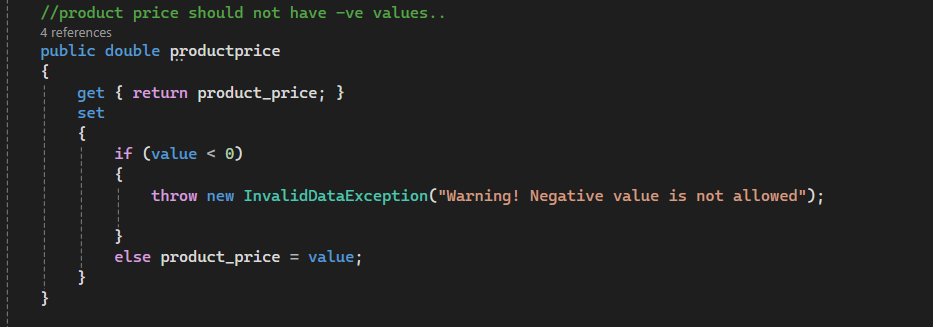 //product price should not have -ve values..
4 references
public double productprice
{
get { return product_price; }
set
{
if (value < 0)
{
throw new InvalidDataException("Warning! Negative value is not allowed");
}
else product_price = value;
}
}